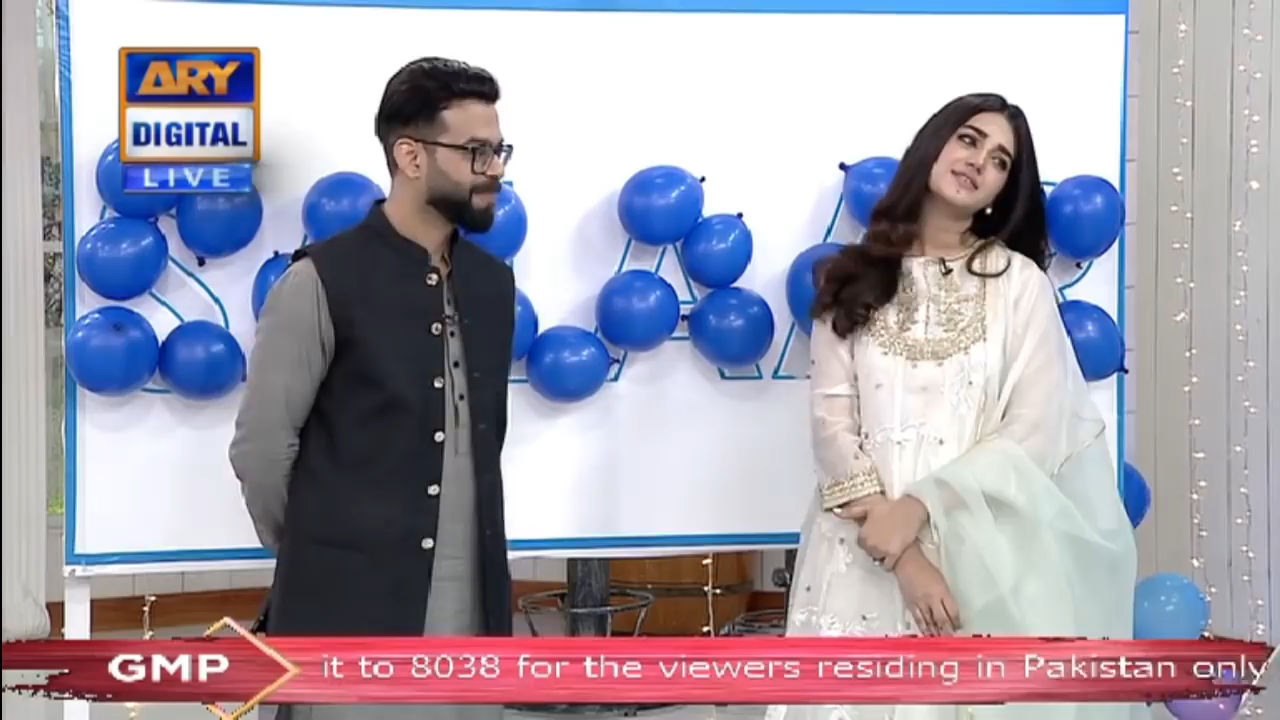 ARY
DIGITAL
LIVE
GMP
it to 8038 for the viewers residing in Pakistan only